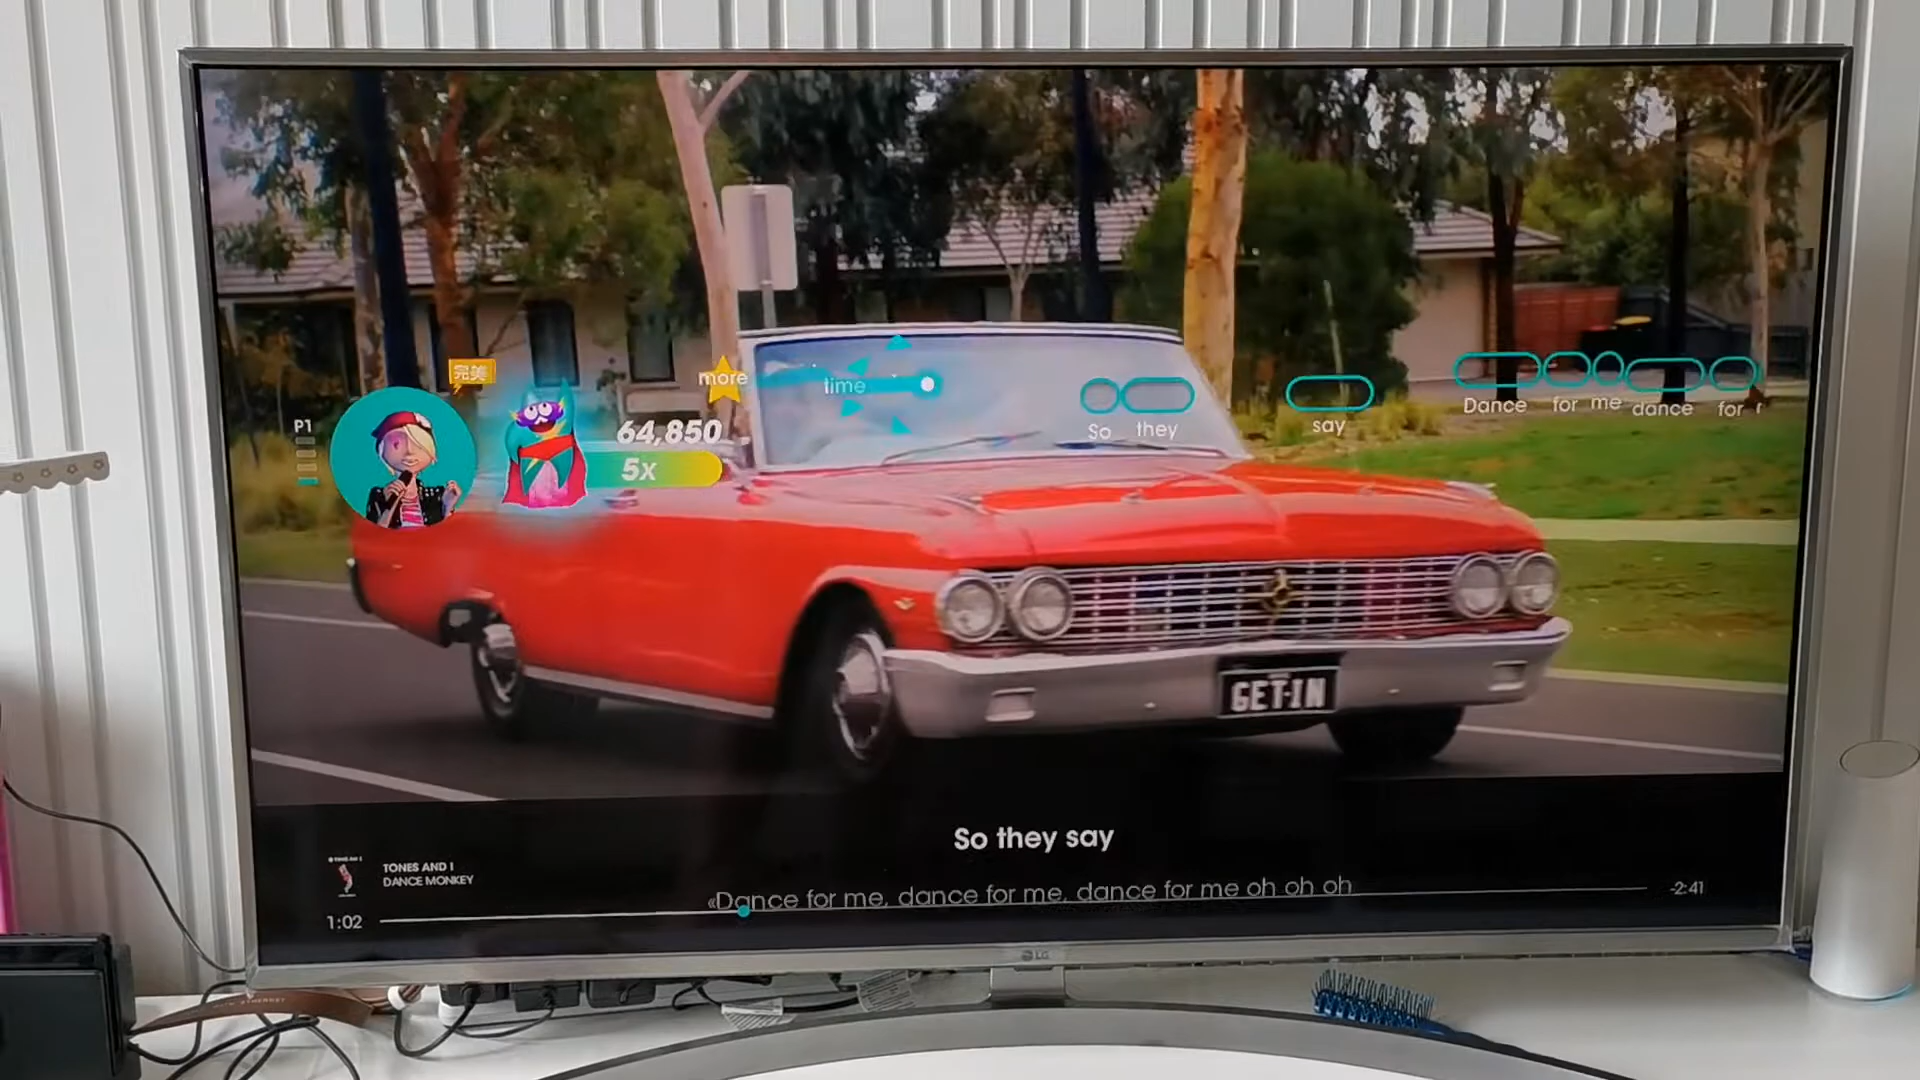 完美
P1
64,850
5x
more
time
So they
say
Dance for me dance for
GET-IN
So they say
TONES AND I
DANCE MONKEY
«Dance for me, dance for me, dance for me oh oh oh
1:02
-2:41
LG